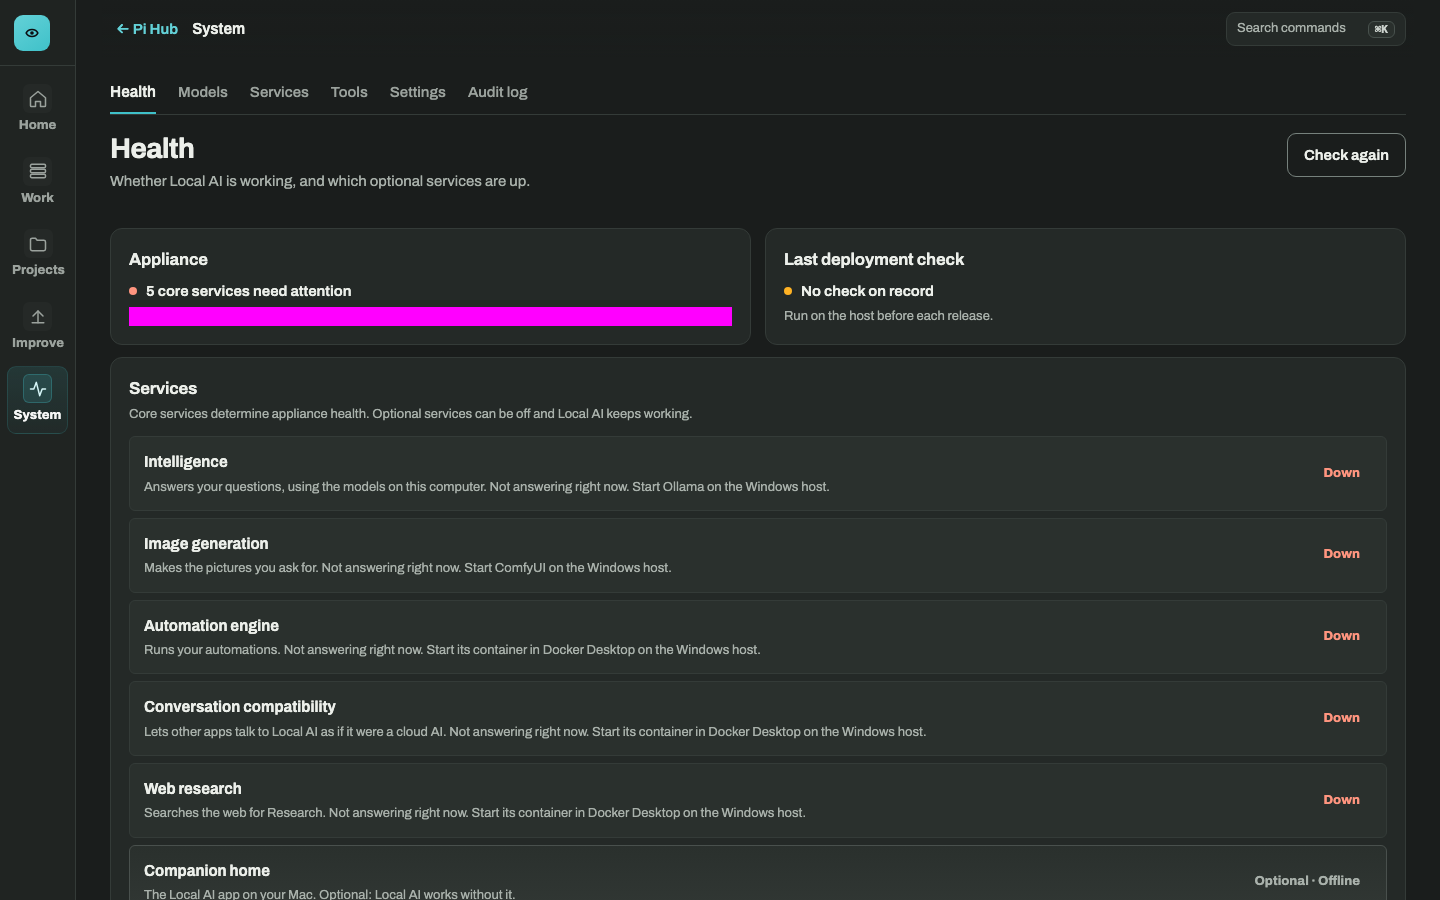 ← Pi Hub System
Search commands ⌘K
Home
Work
Projects
Improve
System
Health Models Services Tools Settings Audit log
Health
Check again
Whether Local AI is working, and which optional services are up.
Appliance
5 core services need attention
Last deployment check
No check on record
Run on the host before each release.
Services
Core services determine appliance health. Optional services can be off and Local AI keeps working.
Intelligence
Answers your questions, using the models on this computer. Not answering right now. Start Ollama on the Windows host.
Down
Image generation
Makes the pictures you ask for. Not answering right now. Start ComfyUI on the Windows host.
Down
Automation engine
Runs your automations. Not answering right now. Start its container in Docker Desktop on the Windows host.
Down
Conversation compatibility
Lets other apps talk to Local AI as if it were a cloud AI. Not answering right now. Start its container in Docker Desktop on the Windows host.
Down
Web research
Searches the web for Research. Not answering right now. Start its container in Docker Desktop on the Windows host.
Down
Companion home
The Local AI app on your Mac. Optional: Local AI works without it.
Optional · Offline